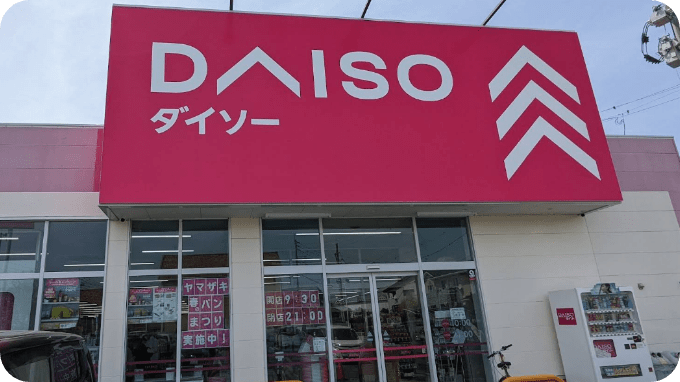 DAISO
ダイソー
ヤマザキ
春パン
まつり
実施中!
開店9:30
閉店21:00
DAISO